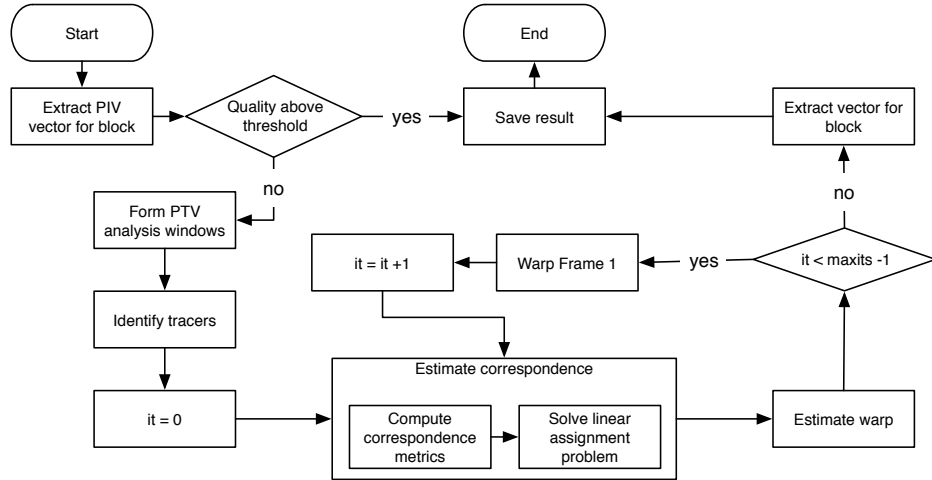 Start
End
Extract PIV
vector for block
Quality above
threshold
yes
Save result
Extract vector for
block
no
no
Form PTV
analysis windows
it = it +1
Warp Frame 1
yes
it < maxits -1
Identify tracers
Estimate correspondence
it = 0
Compute
correspondence
metrics
Solve linear
assignment
problem
Estimate warp